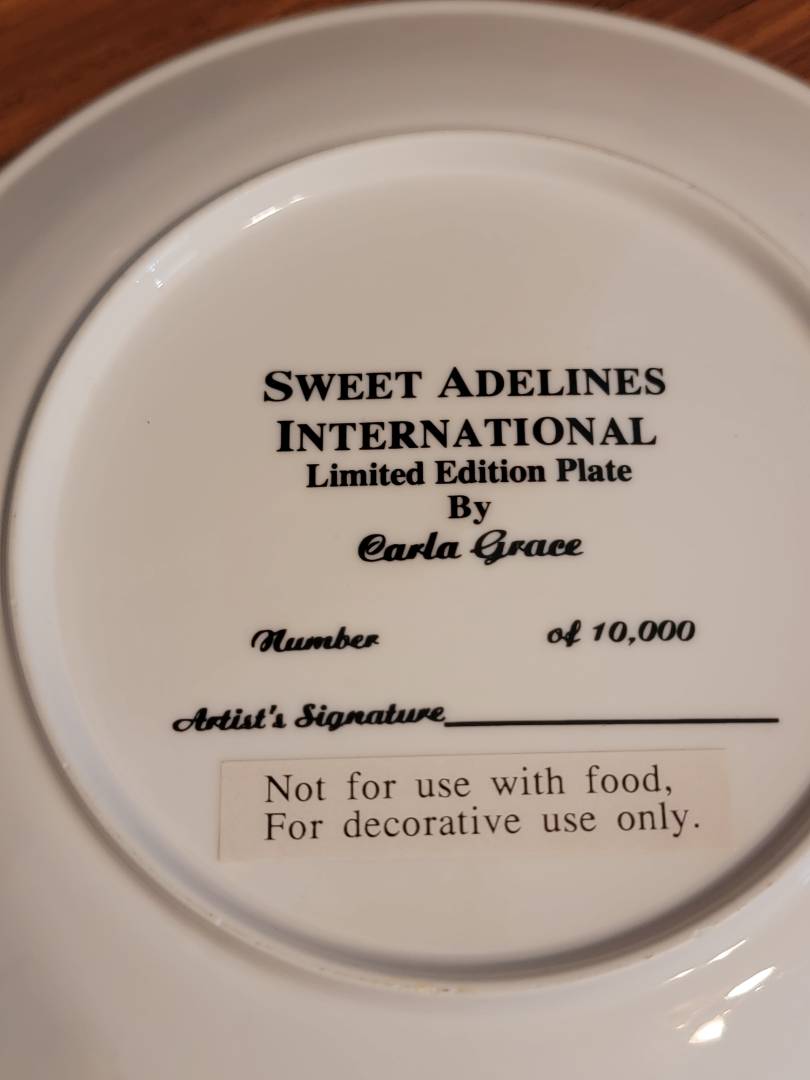 SWEET ADELINES
INTERNATIONAL
Limited Edition Plate
By
Carla Grace
Number of 10,000
Artist's Signature
Not for use with food,
For decorative use only.